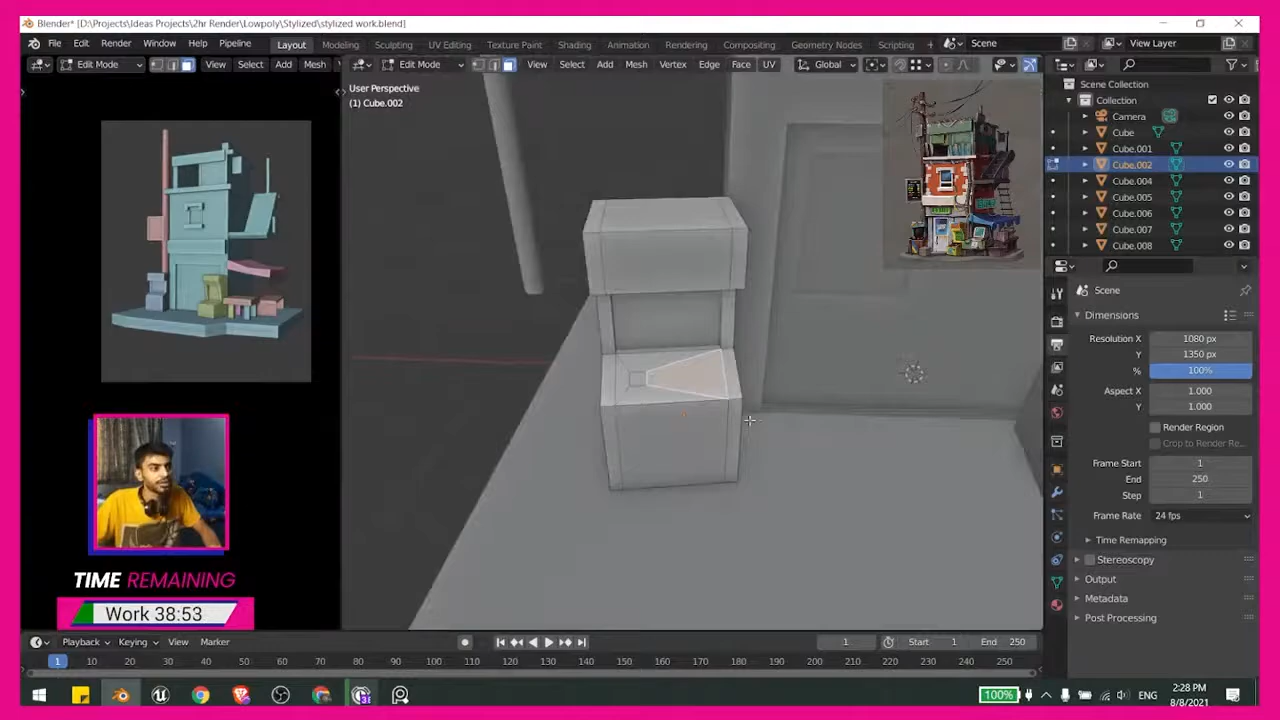 Blender* [D:\Projects\Ideas Projects\2hr Render\Lowpoly\Stylized\stylized work.blend]
File Edit Render Window Help Pipeline Layout Modeling Sculpting UV Editing Texture Paint Shading Animation Rendering Compositing Geometry Nodes Scripting + Scene View Layer
Edit Mode View Select Add Mesh Edit Mode View Select Add Mesh Vertex Edge Face UV Global
User Perspective
(1) Cube.002
Scene Collection
Collection
Camera
Cube
Cube.001
Cube.002
Cube.004
Cube.005
Cube.006
Cube.007
Cube.008
Scene
Dimensions
Resolution X 1080 px
Y 1350 px
% 100%
Aspect X 1.000
Y 1.000
Render Region
Crop to Render Re...
Frame Start 1
End 250
Step 1
Frame Rate 24 fps
Time Remapping
Stereoscopy
Output
Metadata
Post Processing
TIME REMAINING
Work 38:53
Playback Keying View Marker 1 Start 1 End 250
1 10 20 30 40 50 60 70 80 90 100 110 120 130 140 150 160 170 180 190 200 210 220 230 240 250
100% ENG 2:28 PM
8/8/2021